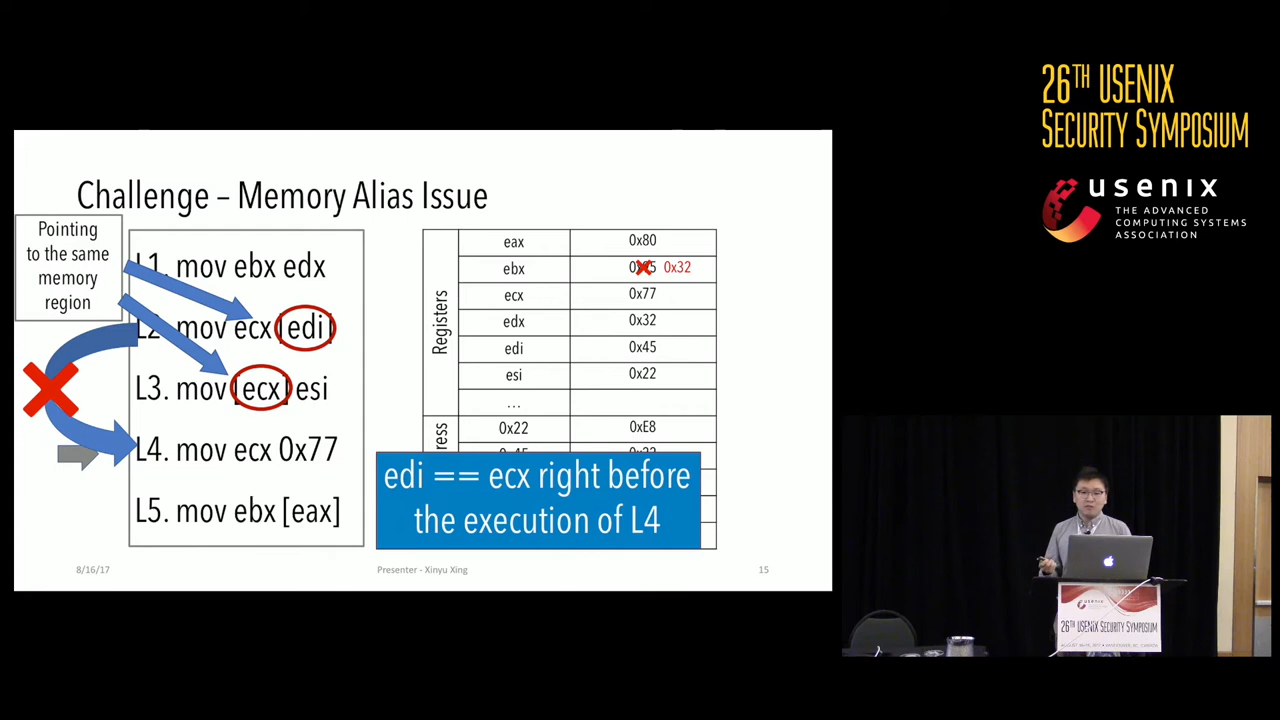 26TH USENIX
SECURITY SYMPOSIUM
usenix
THE ADVANCED
COMPUTING SYSTEMS
ASSOCIATION
Challenge – Memory Alias Issue
Pointing
to the same
memory
region
L1. mov ebx edx
L2. mov ecx [edi]
L3. mov [ecx] esi
L4. mov ecx 0x77
L5. mov ebx [eax]
Registers
eax 0x80
ebx 0x32
ecx 0x77
edx 0x32
edi 0x45
esi 0x22
...
0x22 0xE8
edi == ecx right before
the execution of L4
8/16/17
Presenter - Xinyu Xing
15
usenix
26TH USENIX SECURITY SYMPOSIUM